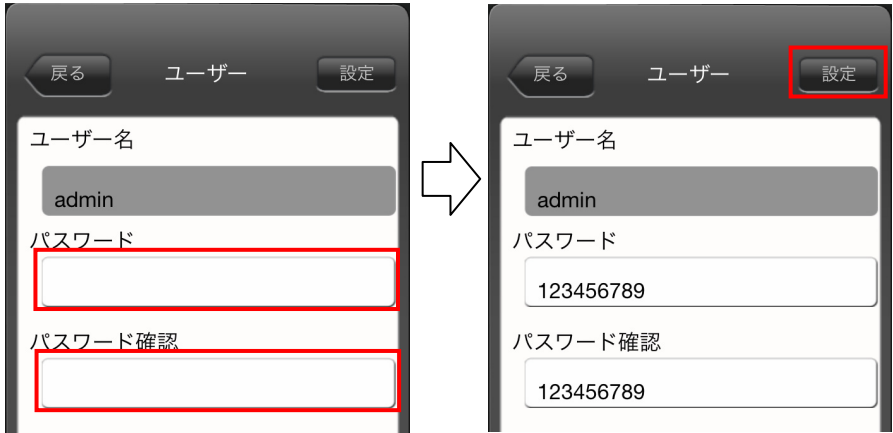 戻る ユーザー 設定
ユーザー名
admin
パスワード
パスワード確認
戻る ユーザー 設定
ユーザー名
admin
パスワード
123456789
パスワード確認
123456789